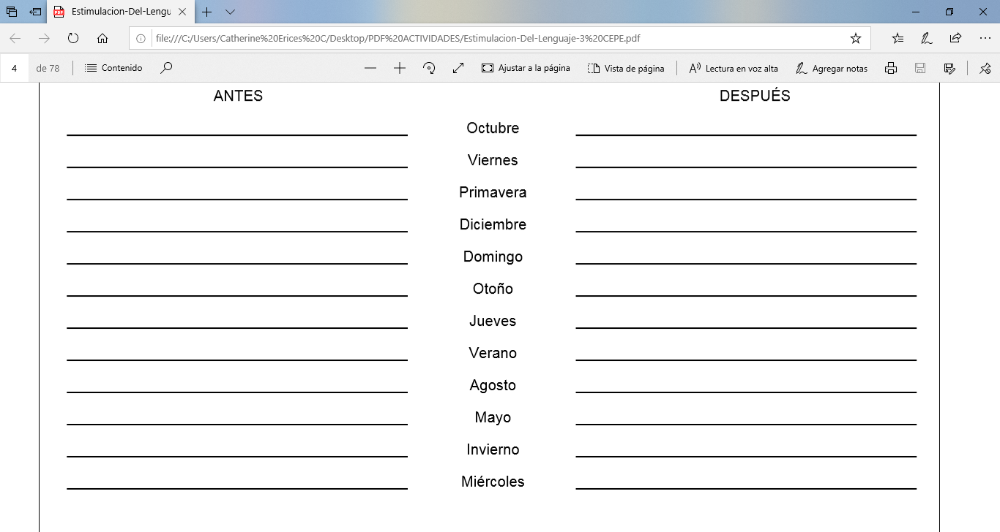 Estimulacion-Del-Lengu
file:///C:/Users/Catherine%20Erices%20C/Desktop/PDF%20ACTIVIDADES/Estimulacion-Del-Lenguaje-3%20CEPE.pdf
4 de 78 Contenido Ajustar a la página Vista de página Lectura en voz alta Agregar notas
ANTES DESPUÉS
Octubre
Viernes
Primavera
Diciembre
Domingo
Otoño
Jueves
Verano
Agosto
Mayo
Invierno
Miércoles